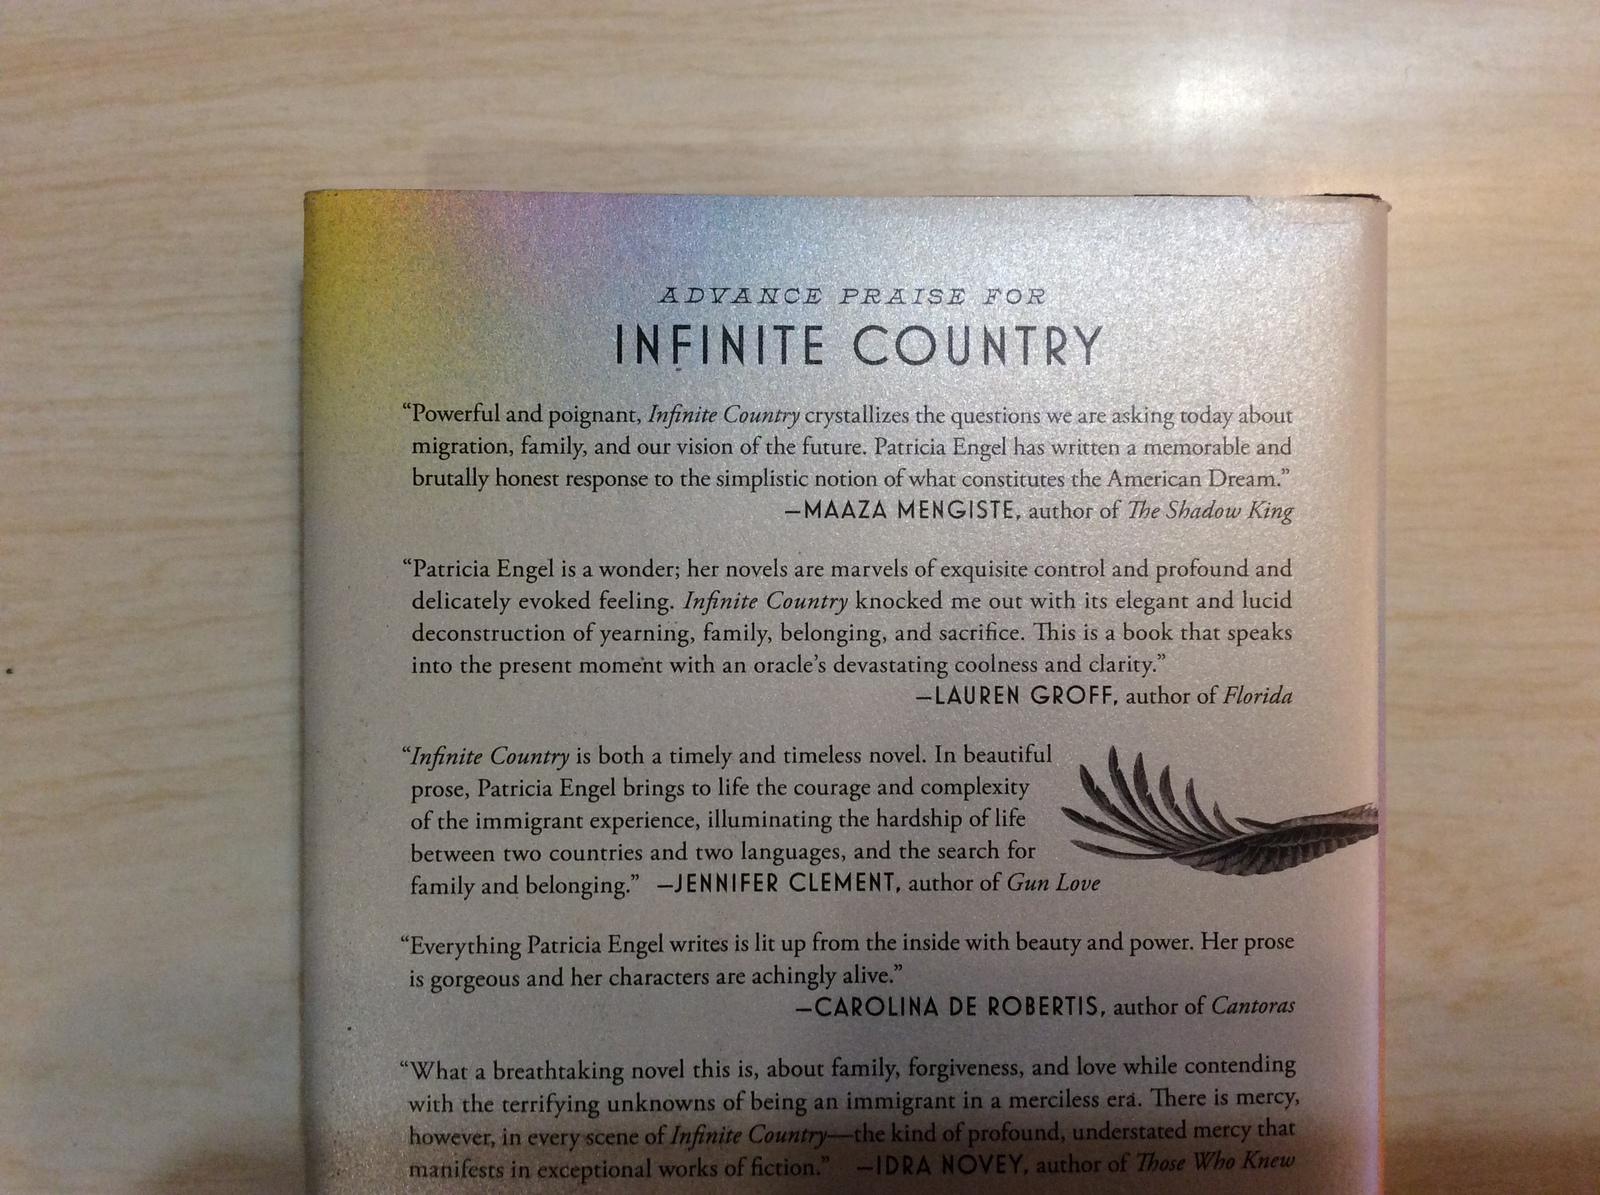 ADVANCE PRAISE FOR
INFINITE COUNTRY
“Powerful and poignant, Infinite Country crystallizes the questions we are asking today about
migration, family, and our vision of the future. Patricia Engel has written a memorable and
brutally honest response to the simplistic notion of what constitutes the American Dream.”
—MAAZA MENGISTE, author of The Shadow King
“Patricia Engel is a wonder; her novels are marvels of exquisite control and profound and
delicately evoked feeling. Infinite Country knocked me out with its elegant and lucid
deconstruction of yearning, family, belonging, and sacrifice. This is a book that speaks
into the present moment with an oracle’s devastating coolness and clarity.”
—LAUREN GROFF, author of Florida
“Infinite Country is both a timely and timeless novel. In beautiful
prose, Patricia Engel brings to life the courage and complexity
of the immigrant experience, illuminating the hardship of life
between two countries and two languages, and the search for
family and belonging.” —JENNIFER CLEMENT, author of Gun Love
“Everything Patricia Engel writes is lit up from the inside with beauty and power. Her prose
is gorgeous and her characters are achingly alive.”
—CAROLINA DE ROBERTIS, author of Cantoras
“What a breathtaking novel this is, about family, forgiveness, and love while contending
with the terrifying unknowns of being an immigrant in a merciless era. There is mercy,
however, in every scene of Infinite Country—the kind of profound, understated mercy that
manifests in exceptional works of fiction.” —IDRA NOVEY, author of Those Who Knew